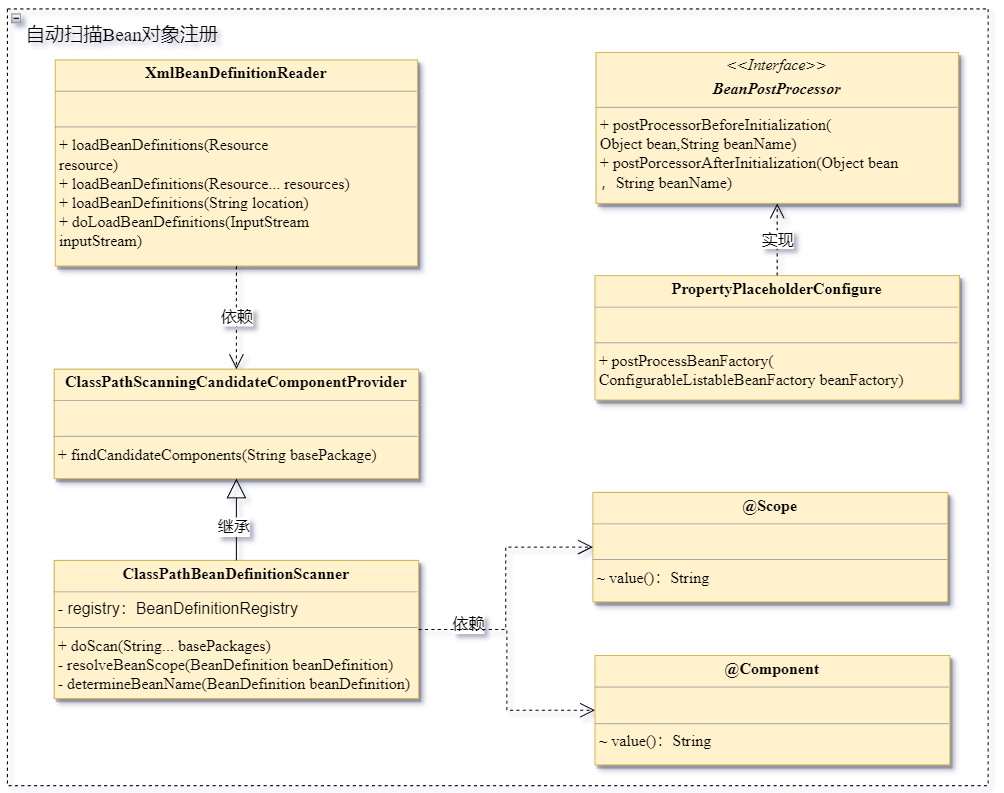 自动扫描Bean对象注册
XmlBeanDefinitionReader
+ loadBeanDefinitions(Resource
resource)
+ loadBeanDefinitions(Resource... resources)
+ loadBeanDefinitions(String location)
+ doLoadBeanDefinitions(InputStream
inputStream)
依赖
ClassPathScanningCandidateComponentProvider
+ findCandidateComponents(String basePackage)
继承
ClassPathBeanDefinitionScanner
- registry：BeanDefinitionRegistry
+ doScan(String... basePackages)
- resolveBeanScope(BeanDefinition beanDefinition)
- determineBeanName(BeanDefinition beanDefinition)
依赖
<<Interface>>
BeanPostProcessor
+ postProcessorBeforeInitialization(
Object bean,String beanName)
+ postPorcessorAfterInitialization(Object bean
，String beanName)
实现
PropertyPlaceholderConfigure
+ postProcessBeanFactory(
ConfigurableListableBeanFactory beanFactory)
@Scope
~ value()：String
@Component
~ value()：String